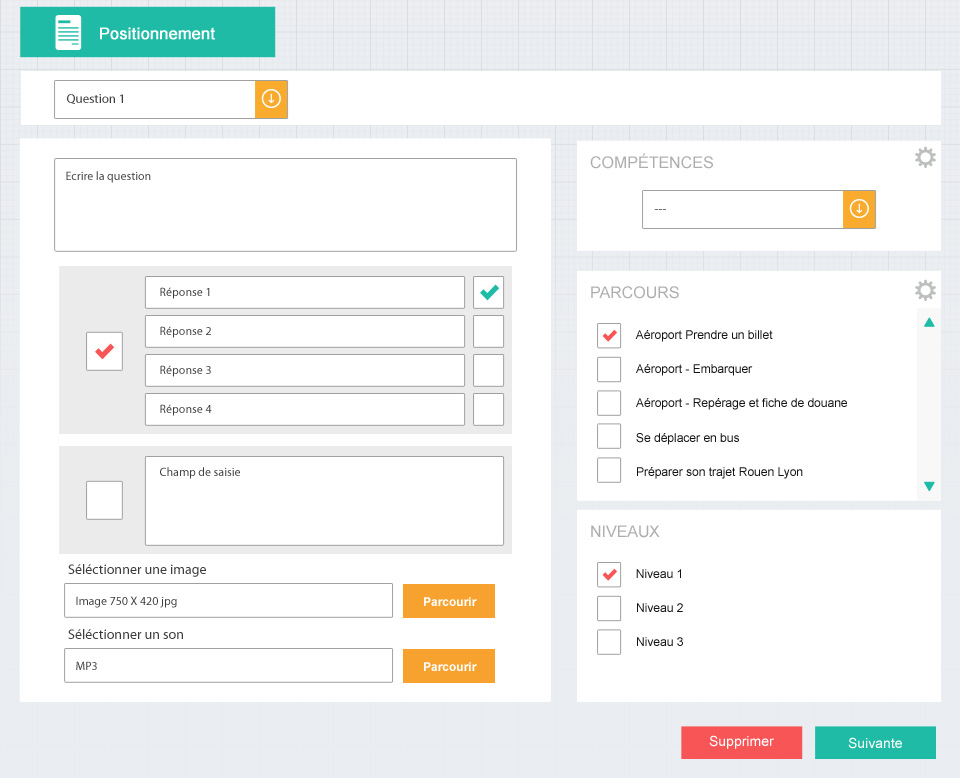 Positionnement
Question 1
Ecrire la question
Réponse 1
Réponse 2
Réponse 3
Réponse 4
Champ de saisie
Séléctionner une image
Image 750 X 420 jpg
Parcourir
Séléctionner un son
MP3
Parcourir
COMPÉTENCES
---
PARCOURS
Aéroport Prendre un billet
Aéroport - Embarquer
Aéroport - Repérage et fiche de douane
Se déplacer en bus
Préparer son trajet Rouen Lyon
NIVEAUX
Niveau 1
Niveau 2
Niveau 3
Supprimer
Suivante